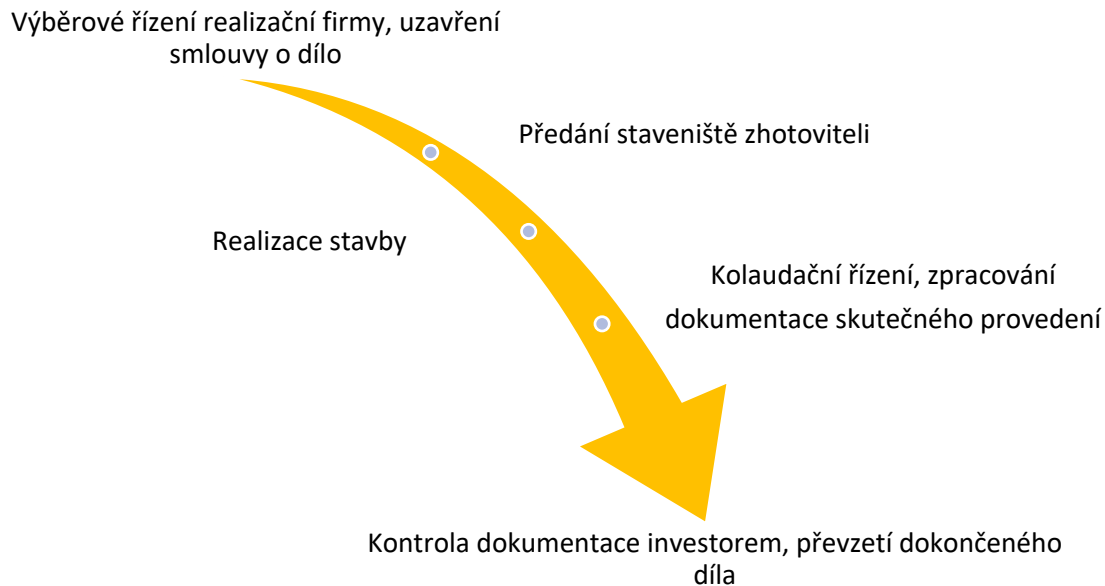 Výběrové řízení realizační firmy, uzavření
smlouvy o dílo
Předání staveniště zhotoviteli
Realizace stavby
Kolaudační řízení, zpracování
dokumentace skutečného provedení
Kontrola dokumentace investorem, převzetí dokončeného
díla